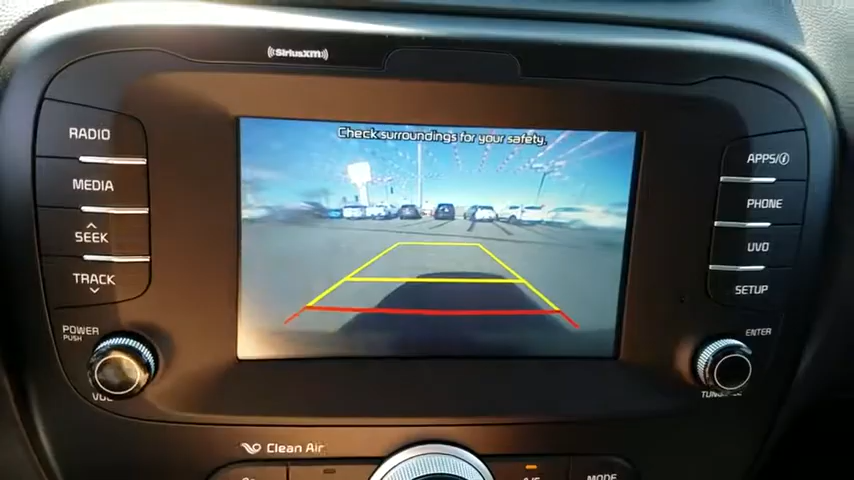 ((SiriusXM))
Check surroundings for your safety.
RADIO
MEDIA
SEEK
TRACK
POWER
PUSH
VOL
APPS/i
PHONE
UVO
SETUP
ENTER
Clean Air
MODE